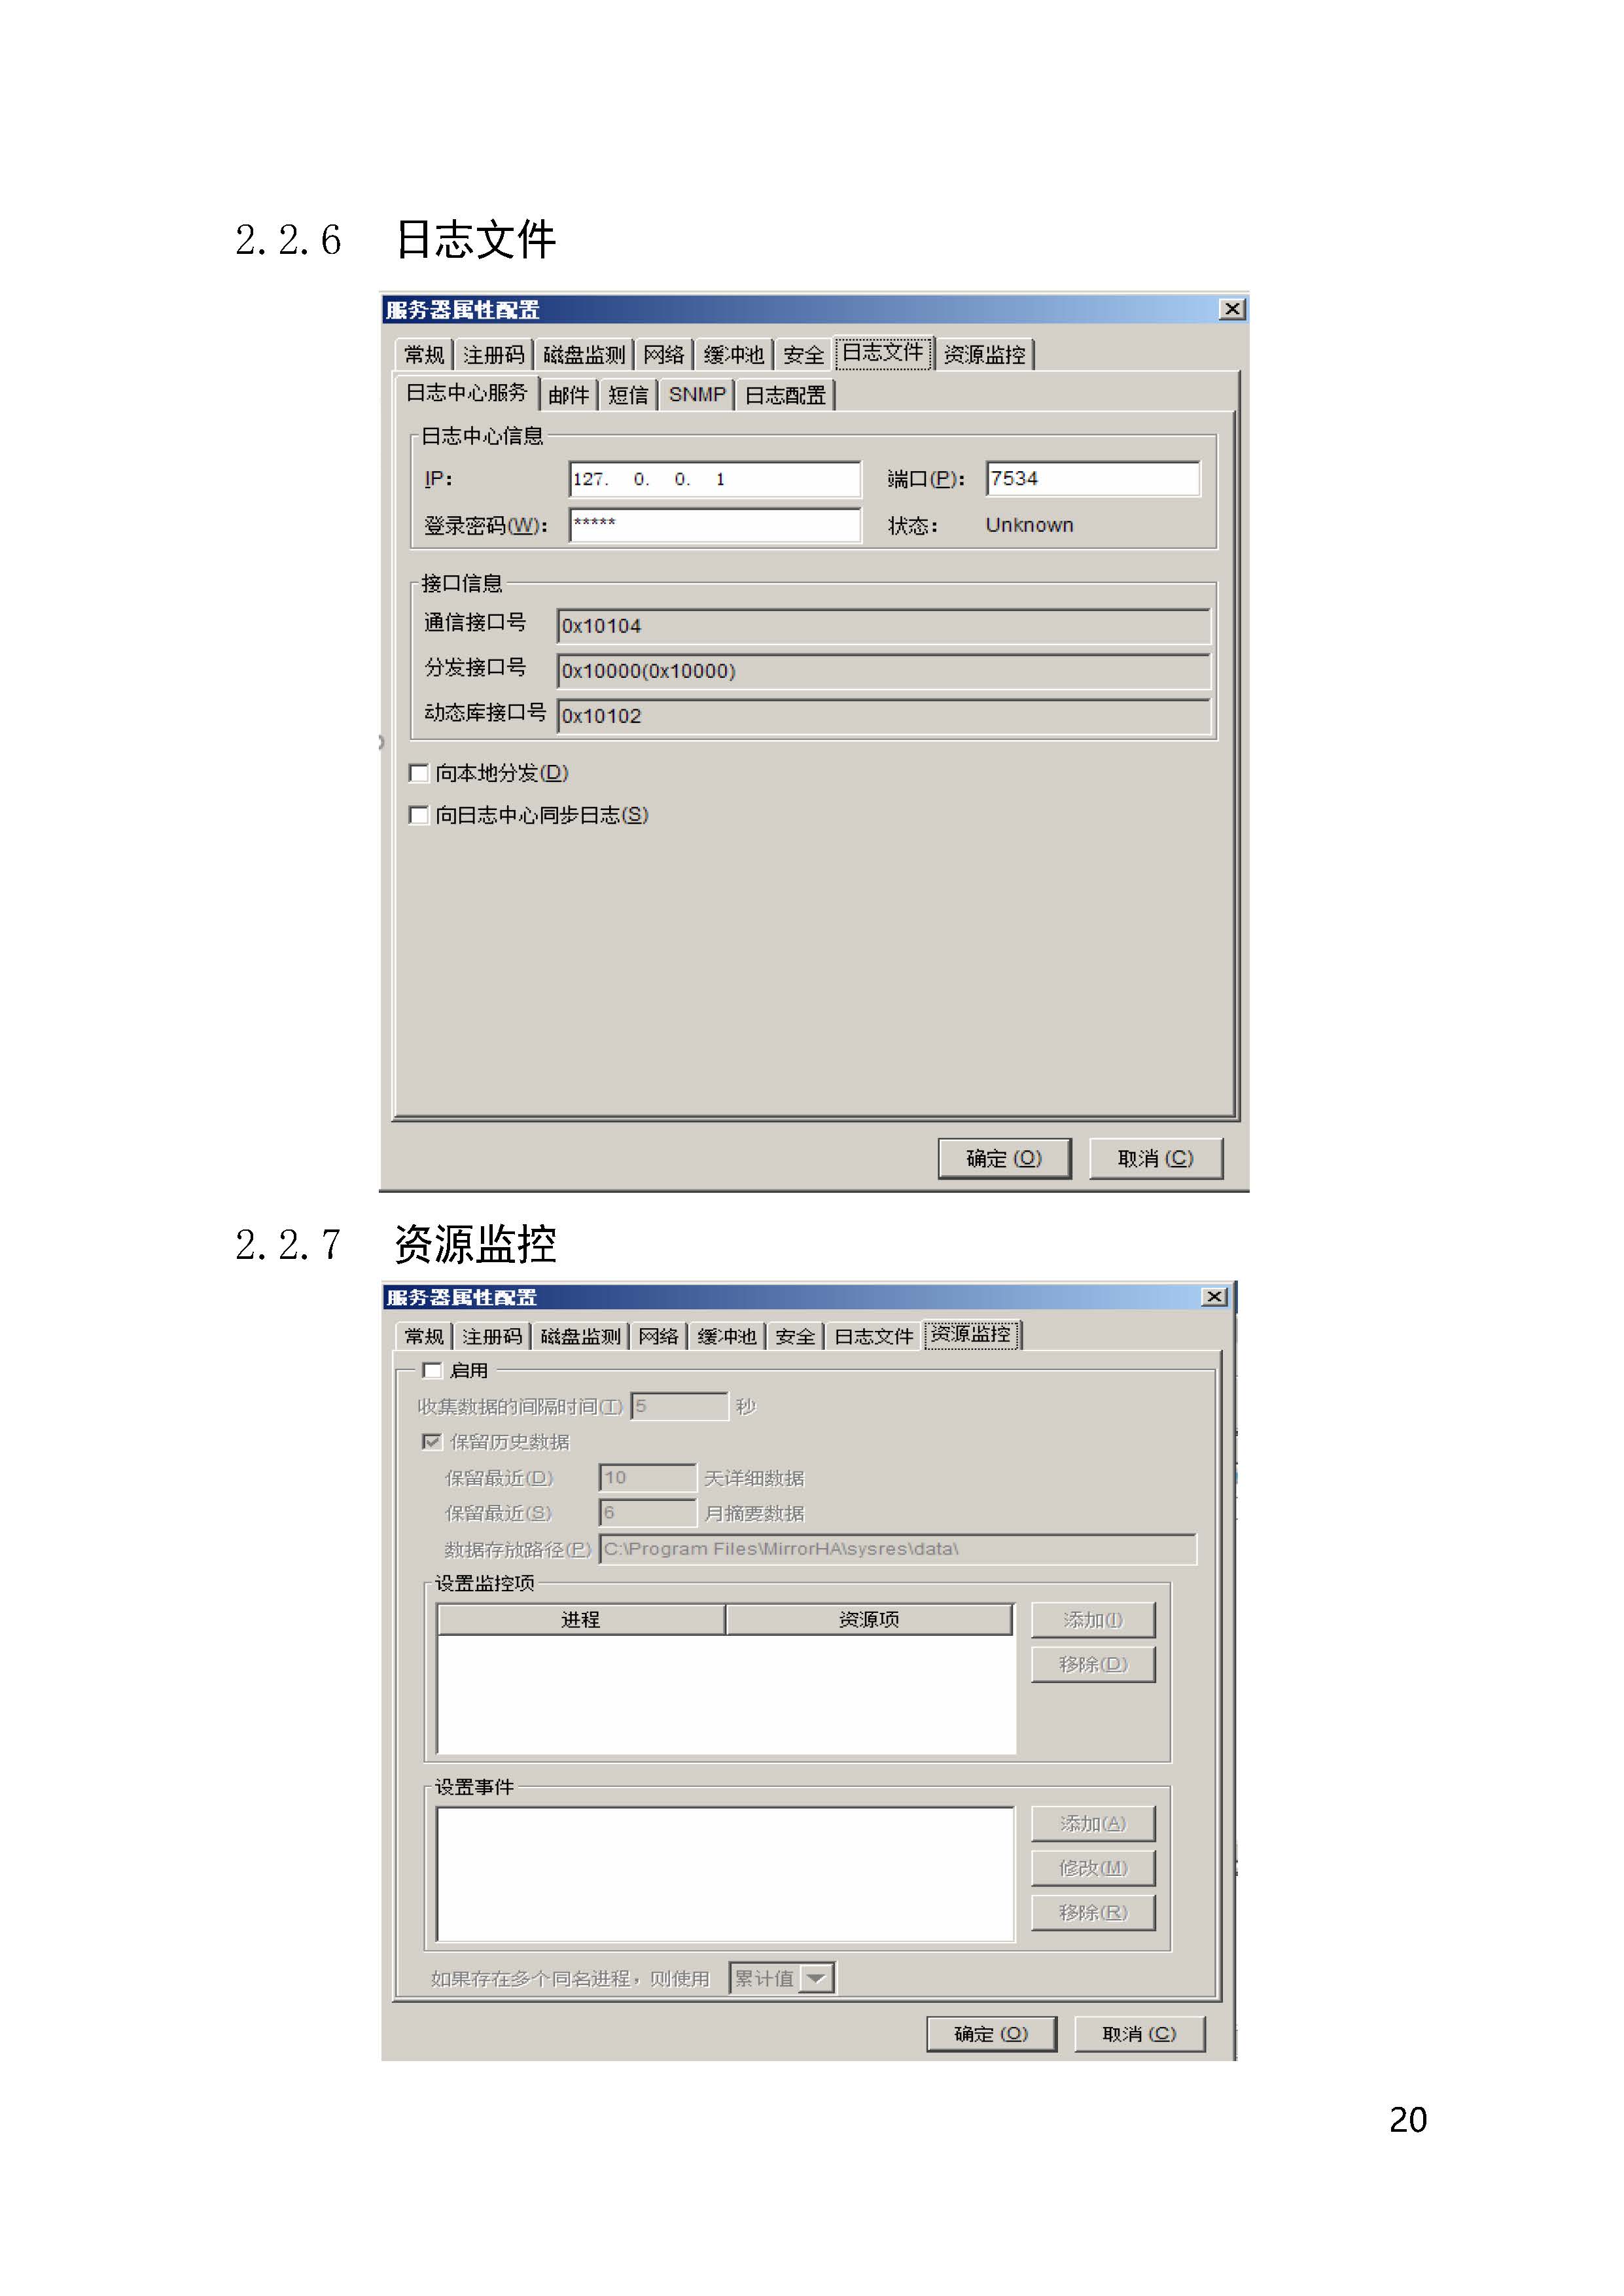 2.2.6 日志文件
服务器属性配置
常规 注册码 磁盘监测 网络 缓冲池 安全 日志文件 资源监控
日志中心服务 邮件 短信 SNMP 日志配置
日志中心信息
IP: 127. 0. 0. 1 端口(P): 7534
登录密码(W): ***** 状态: Unknown
接口信息
通信接口号 0x10104
分发接口号 0x10000(0x10000)
动态库接口号 0x10102
向本地分发(D)
向日志中心同步日志(S)
确定(O) 取消(C)
2.2.7 资源监控
服务器属性配置
常规 注册码 磁盘监测 网络 缓冲池 安全 日志文件 资源监控
启用
收集数据的间隔时间(T) 5 秒
保留历史数据
保留最近(D) 10 天详细数据
保留最近(S) 6 月摘要数据
数据存放路径(P) C:\Program Files\MirrorHA\sysres\data\
设置监控项
进程 资源项 添加(I)
移除(D)
设置事件
添加(A)
修改(M)
移除(R)
如果存在多个同名进程,则使用 累计值
确定(O) 取消(C)
20